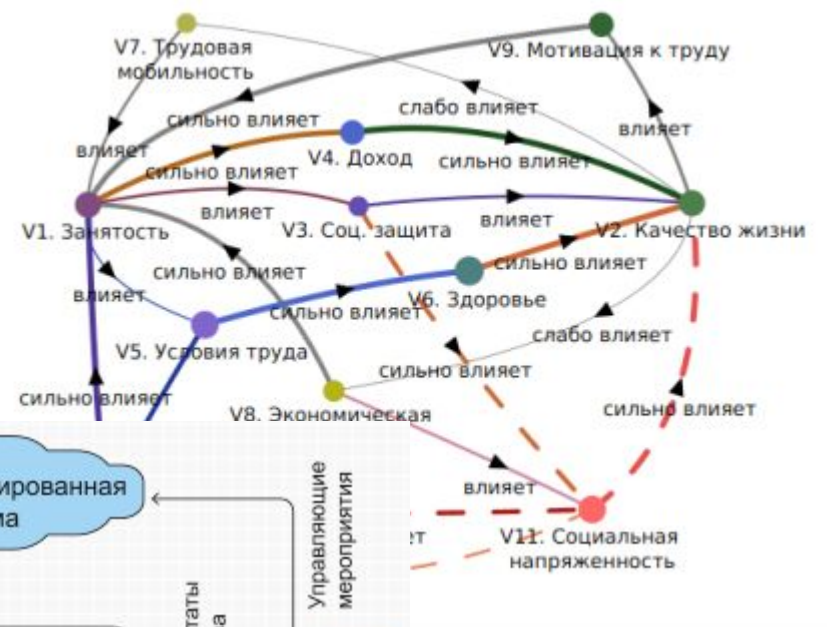 V7. Трудовая
мобильность
V9. Мотивация к труду
сильно влияет
слабо влияет
влияет
влияет
V4. Доход
сильно влияет
сильно влияет
влияет
V1. Занятость
V3. Соц. защита
влияет
V2. Качество жизни
сильно влияет
сильно влияет
влияет
V6. Здоровье
сильно влияет
V5. Условия труда
слабо влияет
сильно влияет
сильно влияет
V8. Экономическая
сильно влияет
влияет
V11. Социальная
напряженность
Управляющие
мероприятия